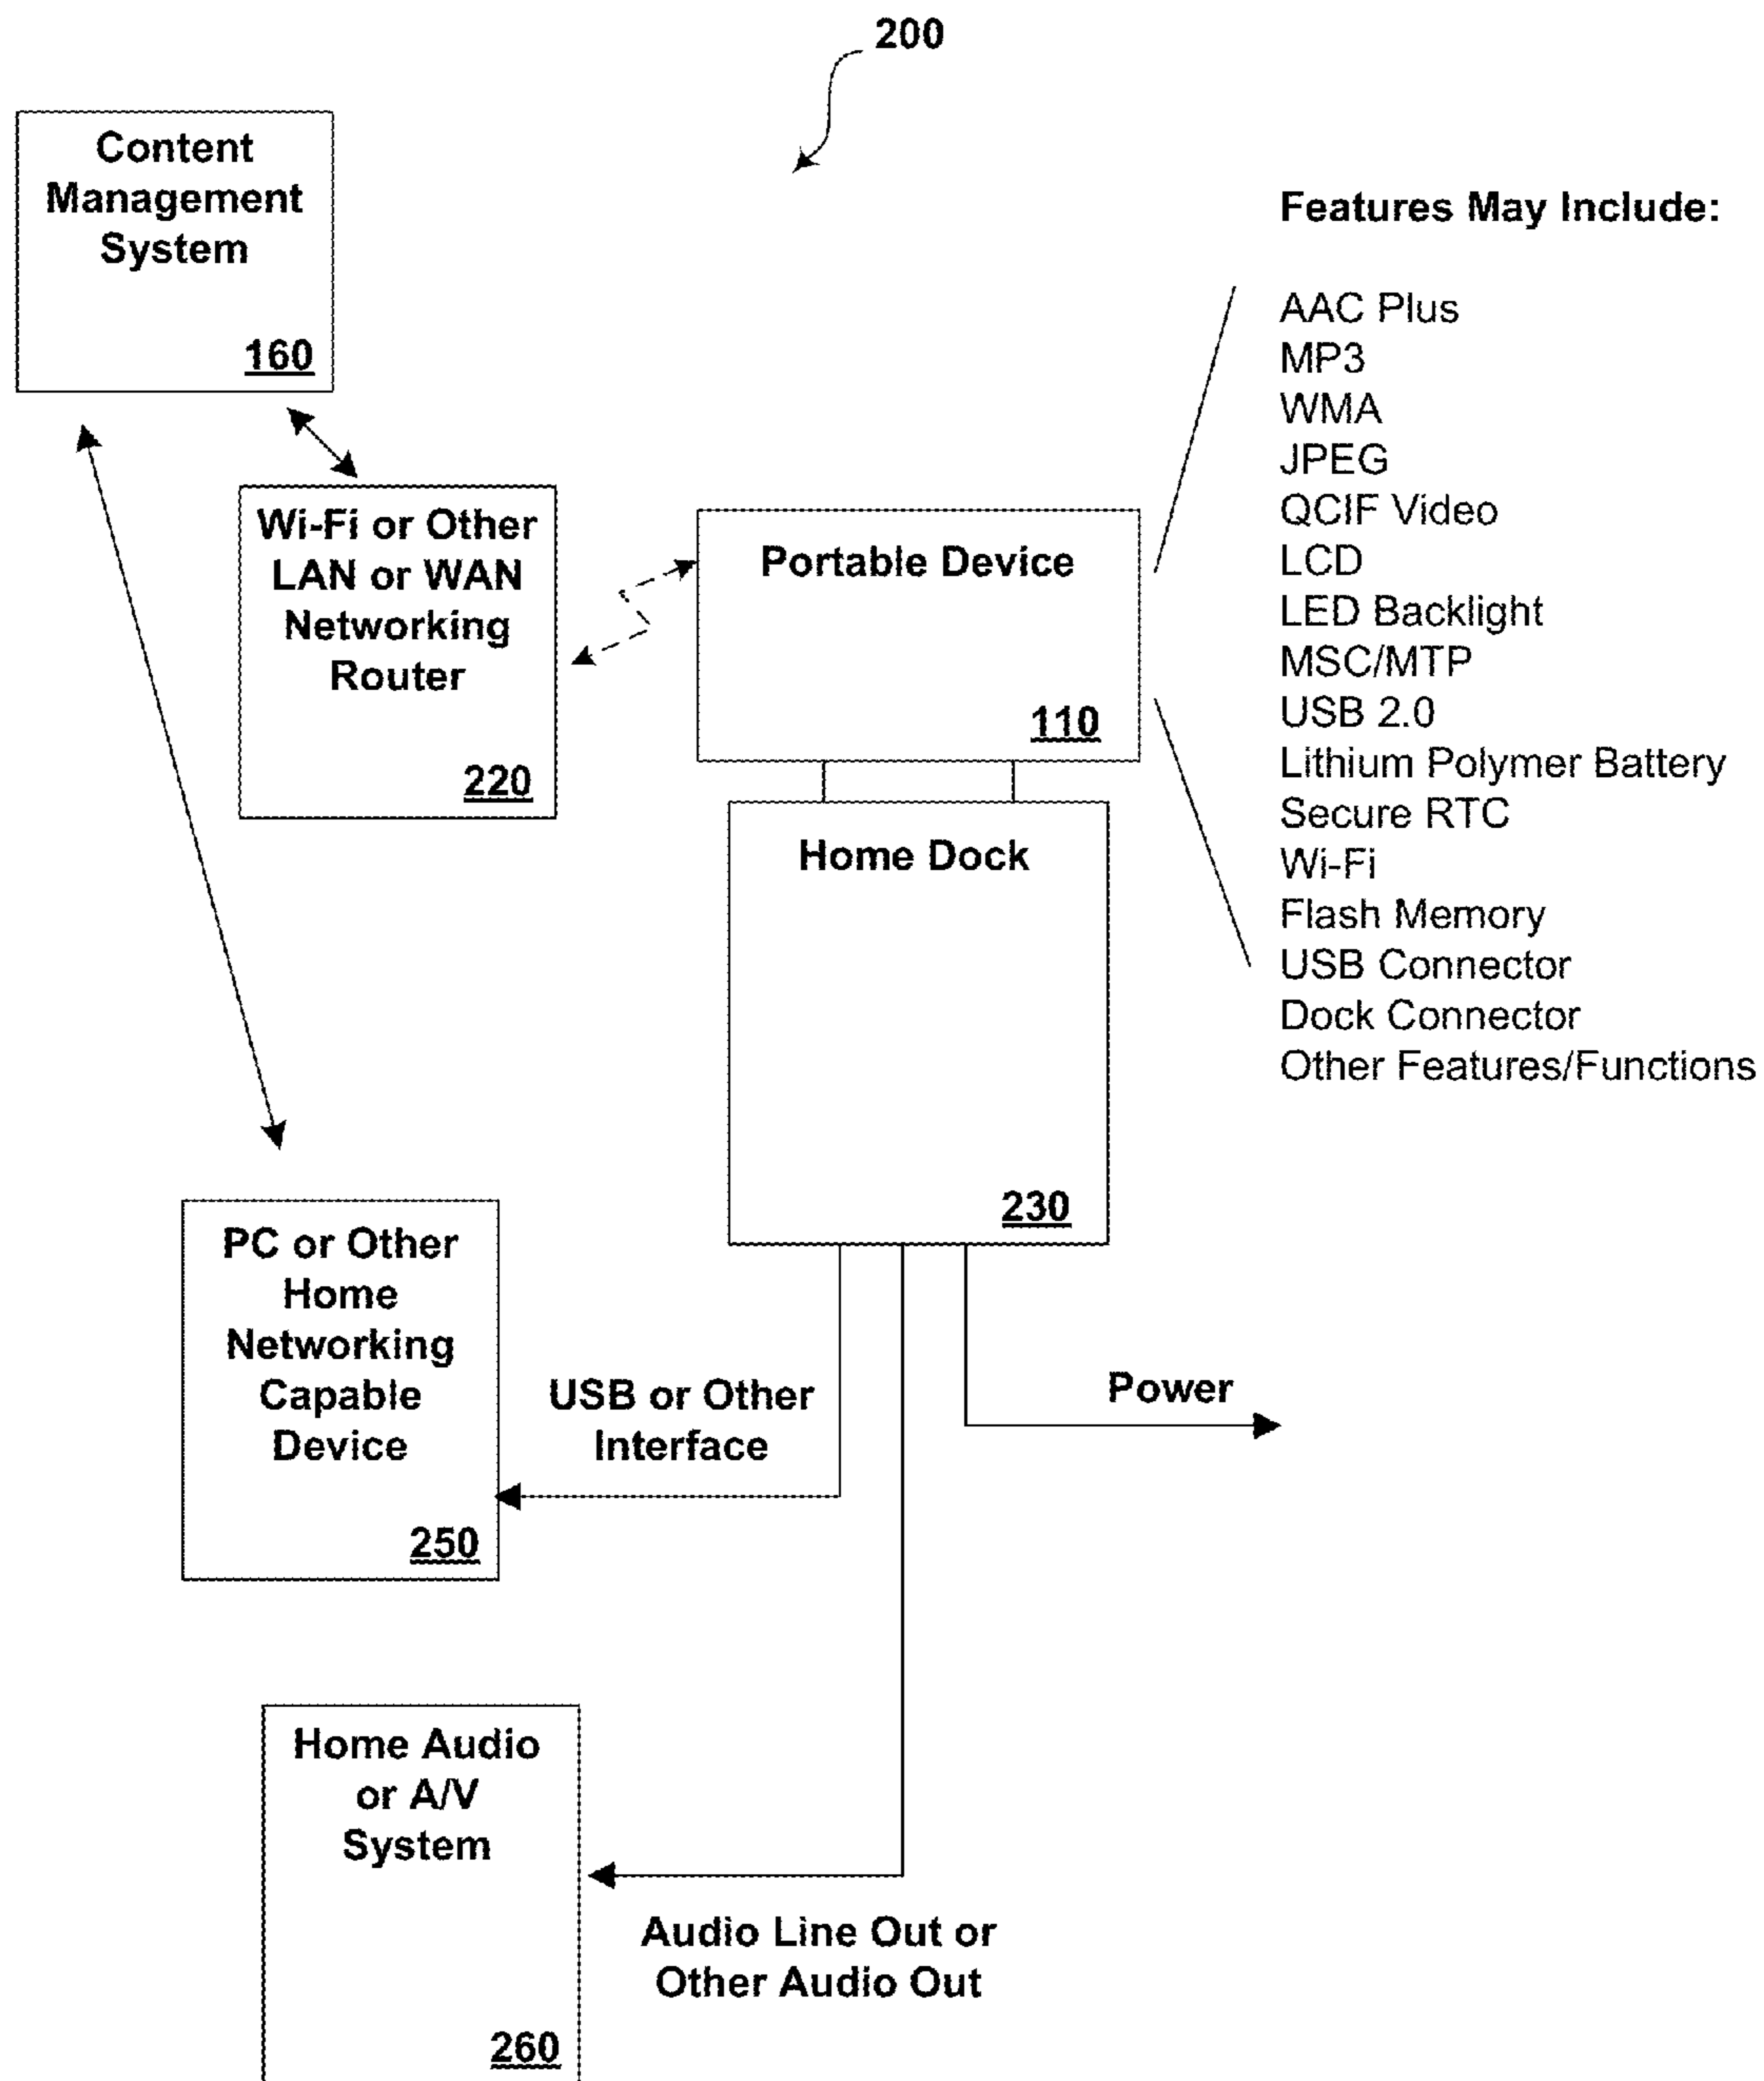 200
Content
Management
System
160
Features May Include:
AAC Plus
MP3
WMA
JPEG
QCIF Video
LCD
LED Backlight
MSC/MTP
USB 2.0
Lithium Polymer Battery
Secure RTC
Wi-Fi
Flash Memory
USB Connector
Dock Connector
Other Features/Functions
Wi-Fi or Other
LAN or WAN
Networking
Router
220
Portable Device
110
Home Dock
230
PC or Other
Home
Networking
Capable
Device
250
USB or Other
Interface
Power
Home Audio
or A/V
System
260
Audio Line Out or
Other Audio Out